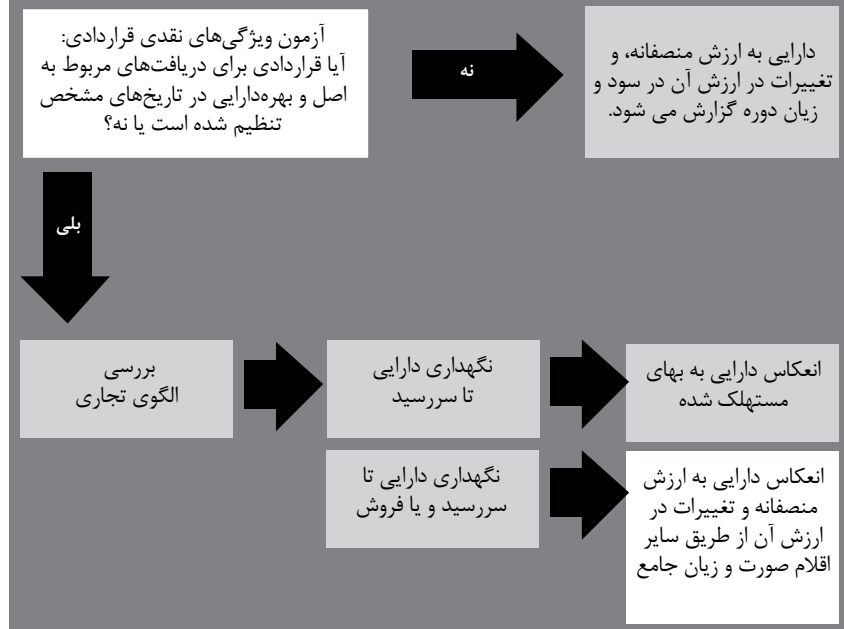 آزمون ویژگی‌های نقدی قراردادی:
آیا قراردادی برای دریافت‌های مربوط به
اصل و بهره‌دارایی در تاریخ‌های مشخص
تنظیم شده است یا نه؟
نه
دارایی به ارزش منصفانه، و
تغییرات در ارزش آن در سود و
زیان دوره گزارش می شود.
بلی
بررسی
الگوی تجاری
نگهداری دارایی
تا سررسید
انعکاس دارایی به بهای
مستهلک شده
نگهداری دارایی تا
سررسید و یا فروش
انعکاس دارایی به ارزش
منصفانه و تغییرات در
ارزش آن از طریق سایر
اقلام صورت و زیان جامع